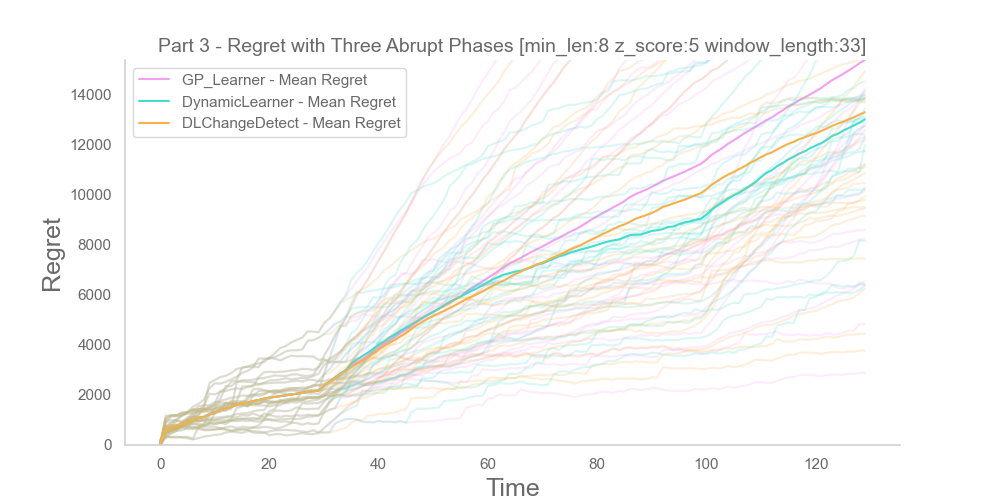 Part 3 - Regret with Three Abrupt Phases [min_len:8 z_score:5 window_length:33]
GP_Learner - Mean Regret
DynamicLearner - Mean Regret
DLChangeDetect - Mean Regret
14000
12000
10000
8000
6000
4000
2000
0
Regret
0 20 40 60 80 100 120
Time